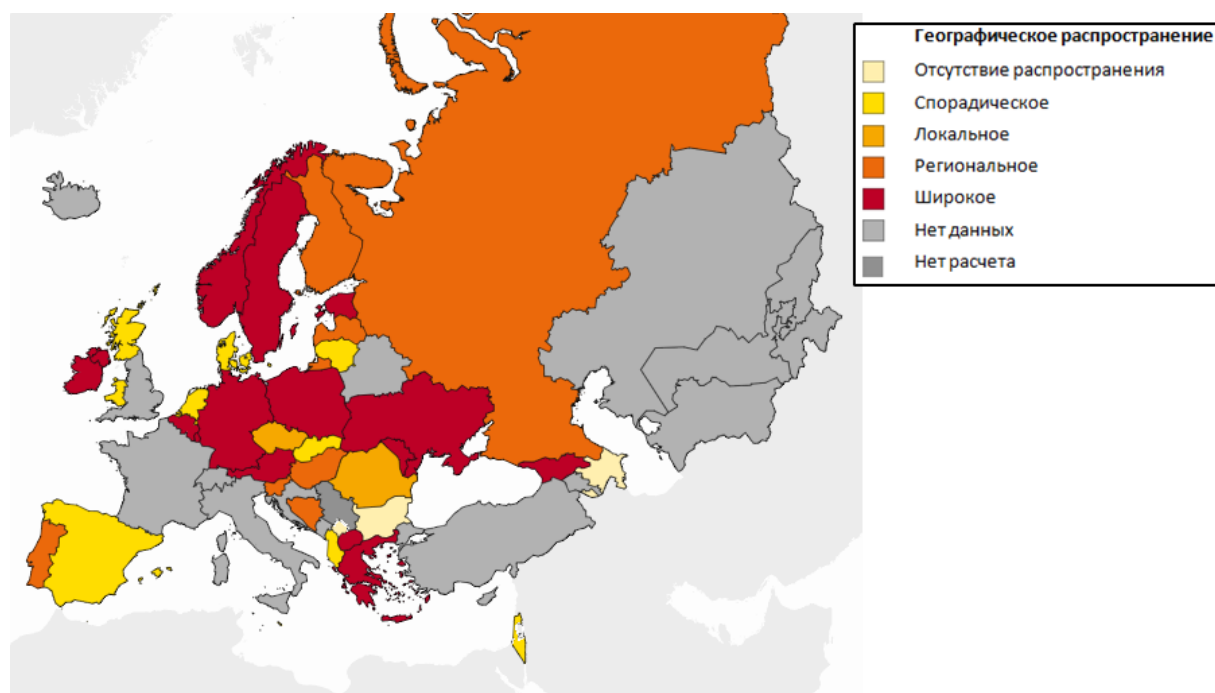 Географическое распространение
Отсутствие распространения
Спорадическое
Локальное
Региональное
Широкое
Нет данных
Нет расчета